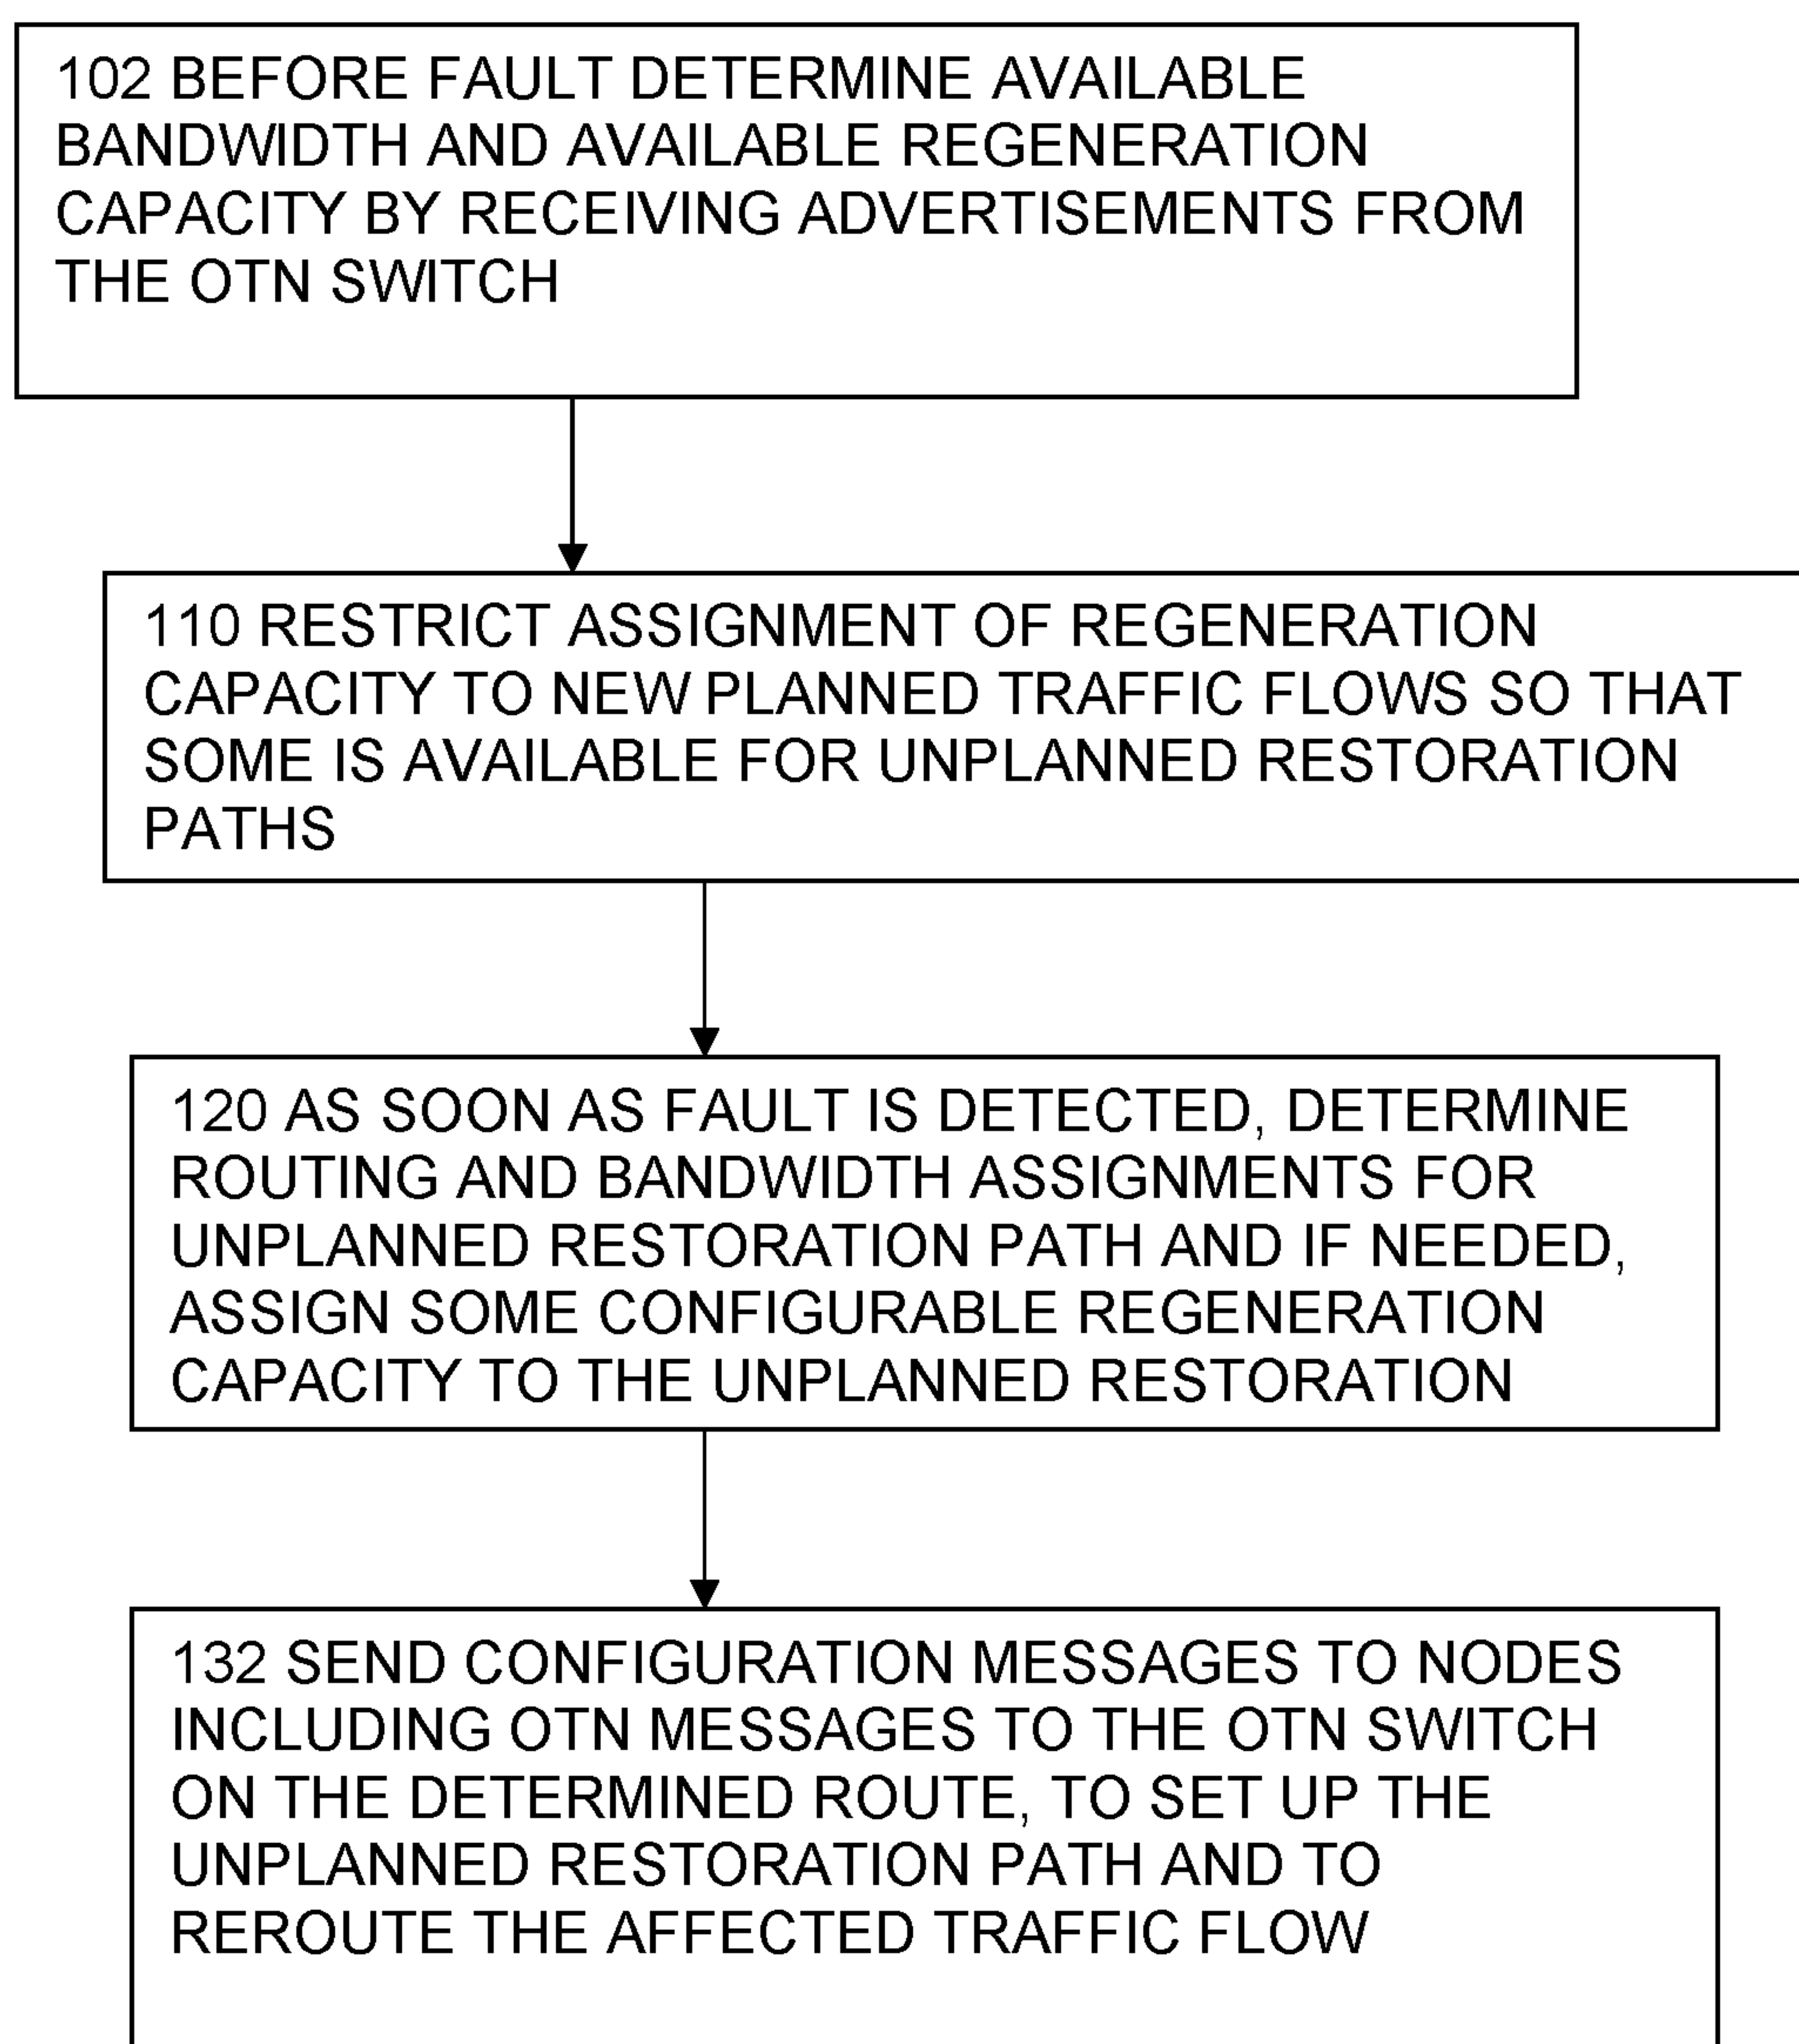 102 BEFORE FAULT DETERMINE AVAILABLE
BANDWIDTH AND AVAILABLE REGENERATION
CAPACITY BY RECEIVING ADVERTISEMENTS FROM
THE OTN SWITCH
110 RESTRICT ASSIGNMENT OF REGENERATION
CAPACITY TO NEW PLANNED TRAFFIC FLOWS SO THAT
SOME IS AVAILABLE FOR UNPLANNED RESTORATION
PATHS
120 AS SOON AS FAULT IS DETECTED, DETERMINE
ROUTING AND BANDWIDTH ASSIGNMENTS FOR
UNPLANNED RESTORATION PATH AND IF NEEDED,
ASSIGN SOME CONFIGURABLE REGENERATION
CAPACITY TO THE UNPLANNED RESTORATION
132 SEND CONFIGURATION MESSAGES TO NODES
INCLUDING OTN MESSAGES TO THE OTN SWITCH
ON THE DETERMINED ROUTE, TO SET UP THE
UNPLANNED RESTORATION PATH AND TO
REROUTE THE AFFECTED TRAFFIC FLOW